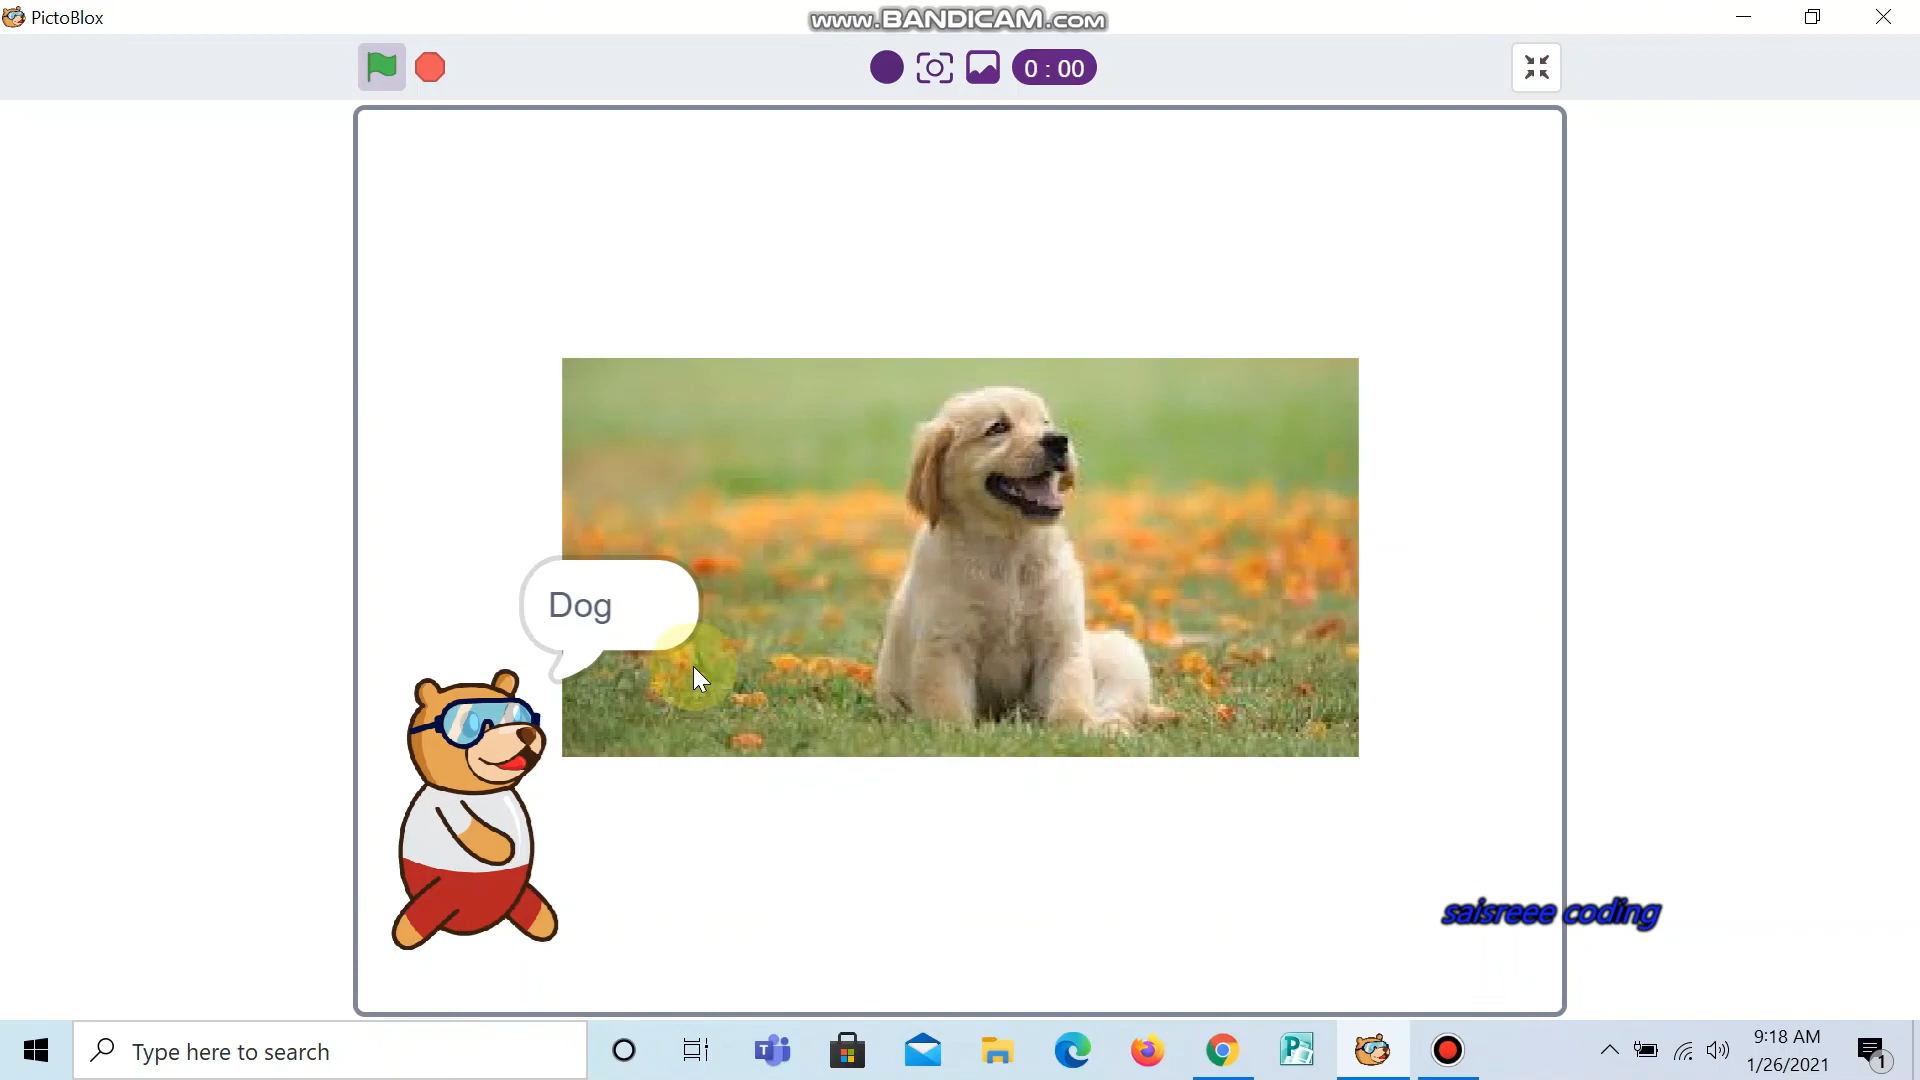 PictoBlox
www.BANDICAM.com
0 : 00
Dog
saisreee coding
Type here to search
9:18 AM
1/26/2021
1